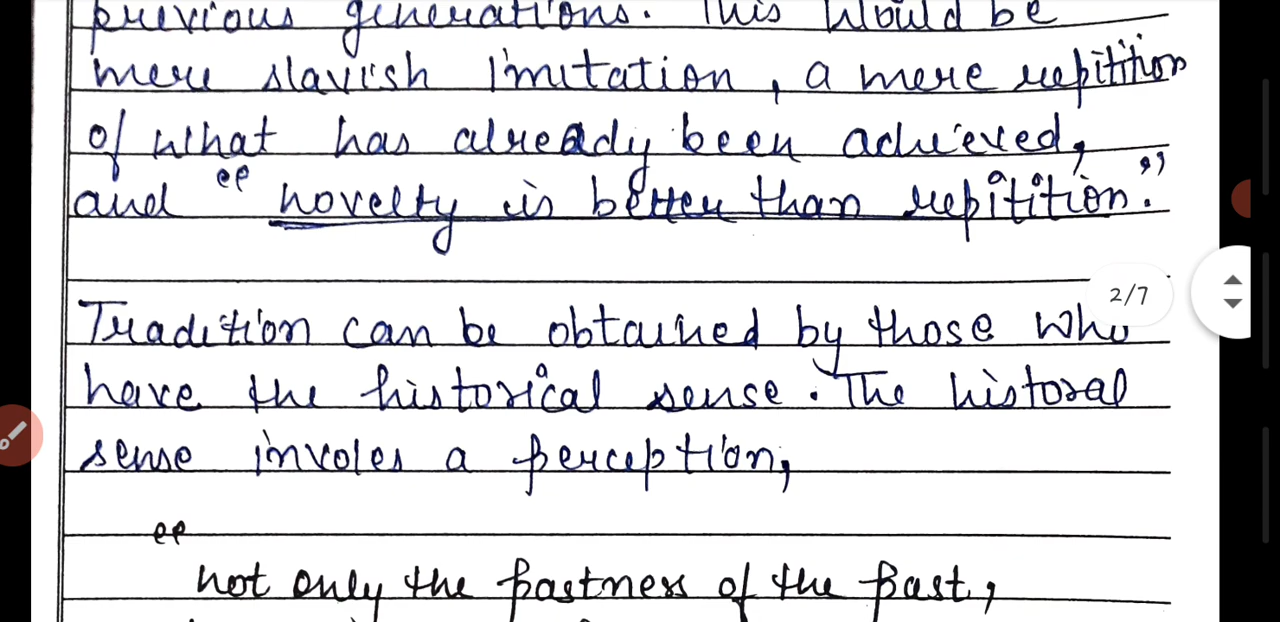 previous generations. This would be
mere slavish imitation, a mere repitition
of what has already been achieved,
and "novelty is better than repitition."
2/7
Tradition can be obtained by those who
have the historical sense. The historal
sense involes a perception,
"
not only the pastness of the past,